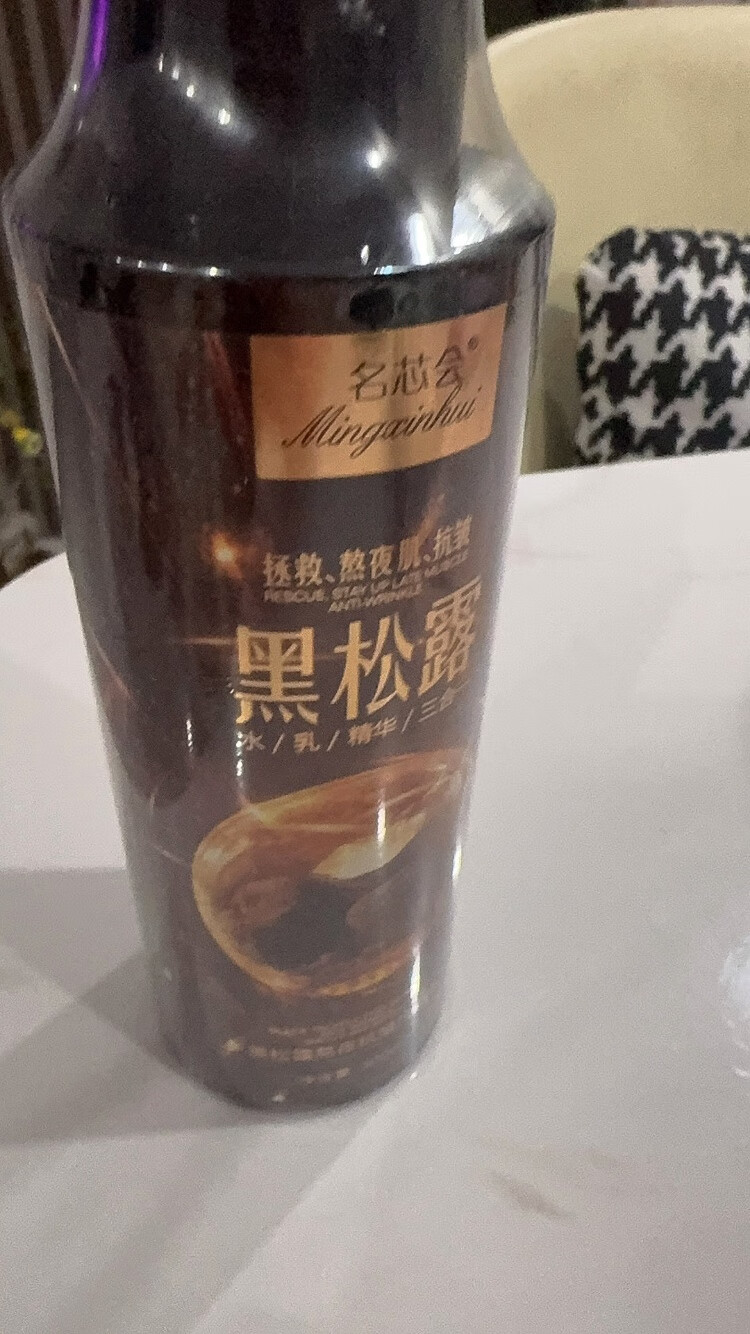 名芯会®
Mingxinhui
拯救、熬夜肌、抗皱
RESCUE, STAY UP LATE MUSCLE
ANTI-WRINKLE
黑松露
水/乳/精华/三合一